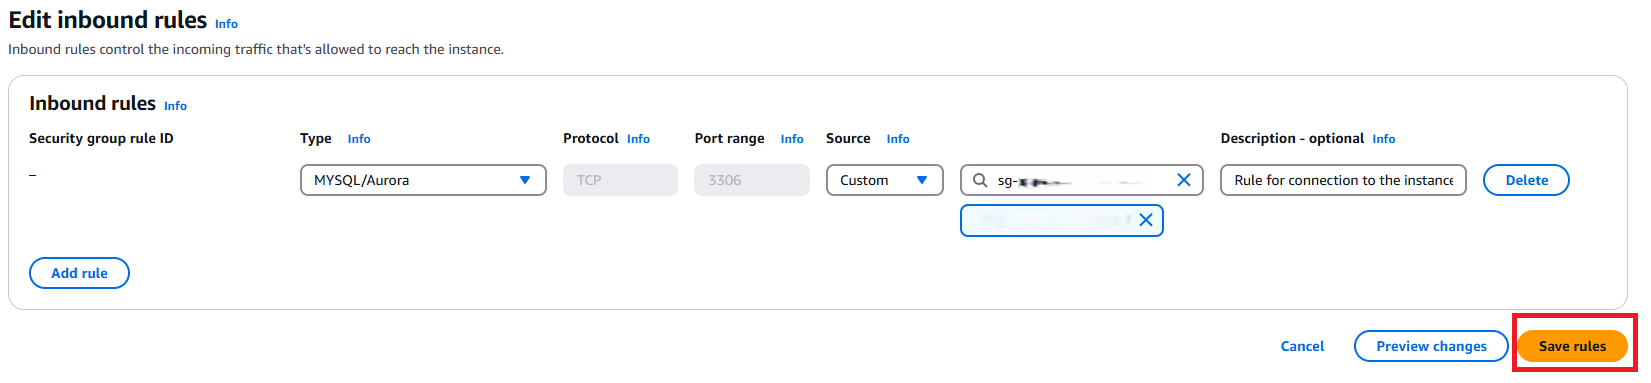 Edit inbound rules Info
Inbound rules control the incoming traffic that's allowed to reach the instance.
Inbound rules Info
Security group rule ID Type Info Protocol Info Port range Info Source Info Description - optional Info
– MYSQL/Aurora TCP 3306 Custom sg- Rule for connection to the instance Delete
Add rule
Cancel Preview changes Save rules